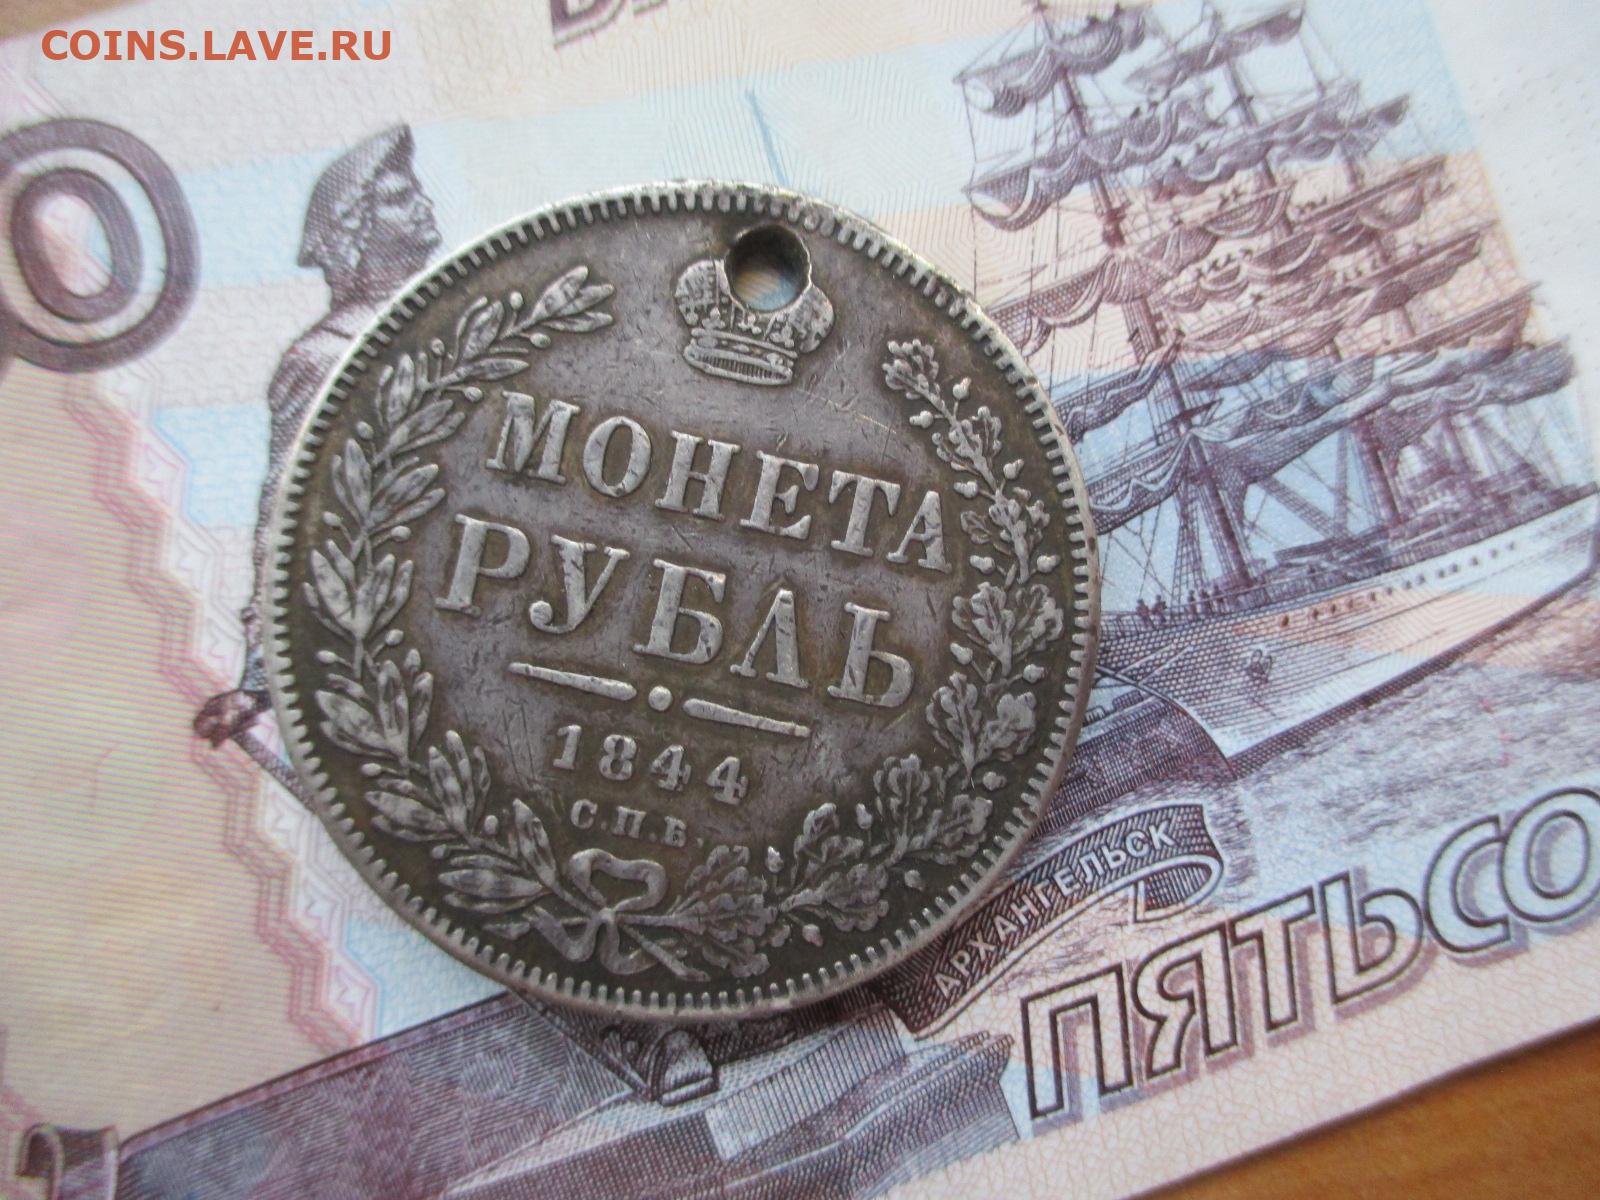 COINS.LAVE.RU
МОНЕТА
РУБЛЬ
1844
С.П.Б.
АРХАНГЕЛЬСК
ПЯТЬСО